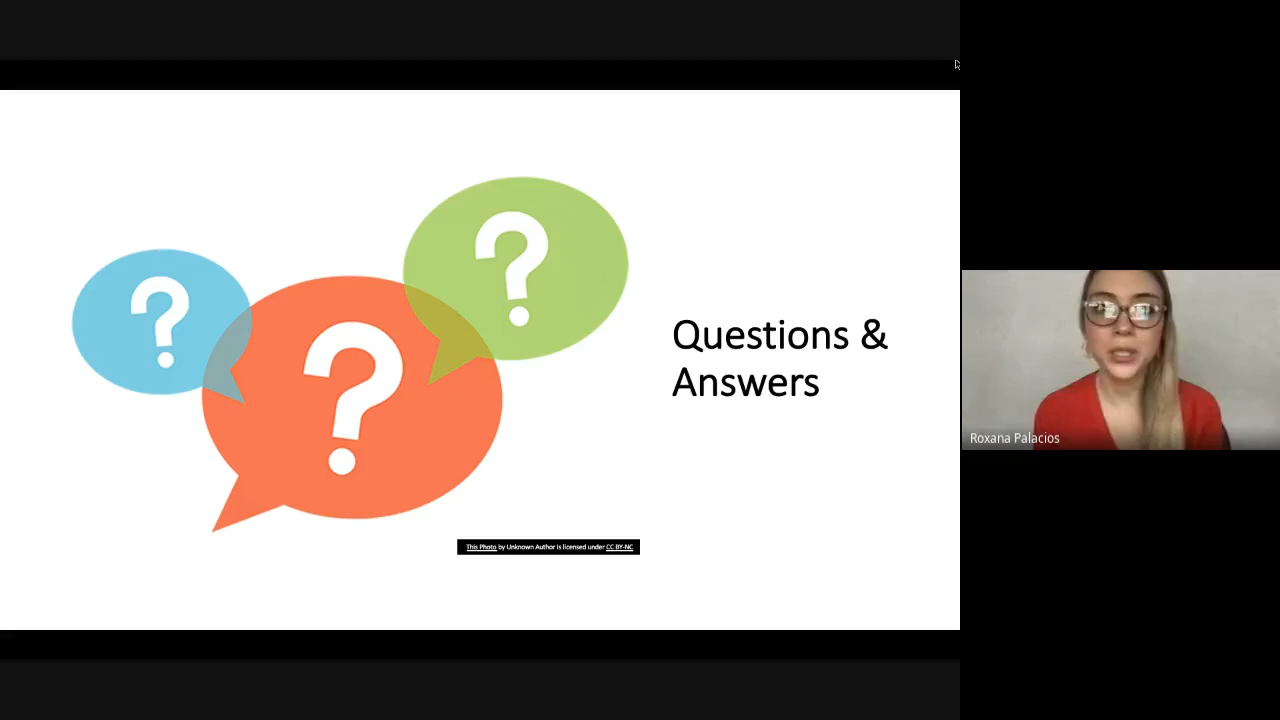 ?
?
?
Questions &
Answers
Roxana Palacios
This Photo by Unknown Author is licensed under CC BY-NC